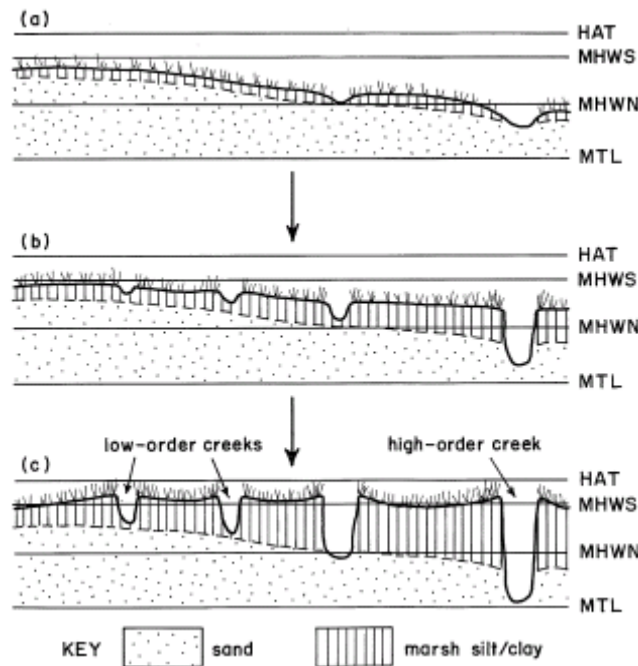 (a)
HAT
MHWS
MHWN
MTL
(b)
HAT
MHWS
MHWN
MTL
low-order creeks
high-order creek
(c)
HAT
MHWS
MHWN
MTL
KEY sand marsh silt/clay